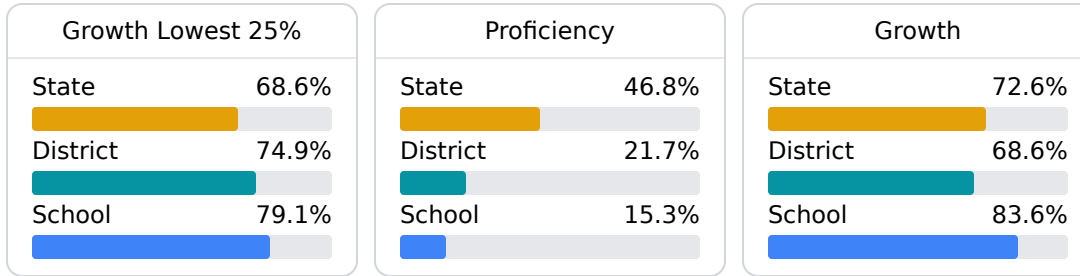 Growth Lowest 25%
State 68.6%
District 74.9%
School 79.1%
Proficiency
State 46.8%
District 21.7%
School 15.3%
Growth
State 72.6%
District 68.6%
School 83.6%